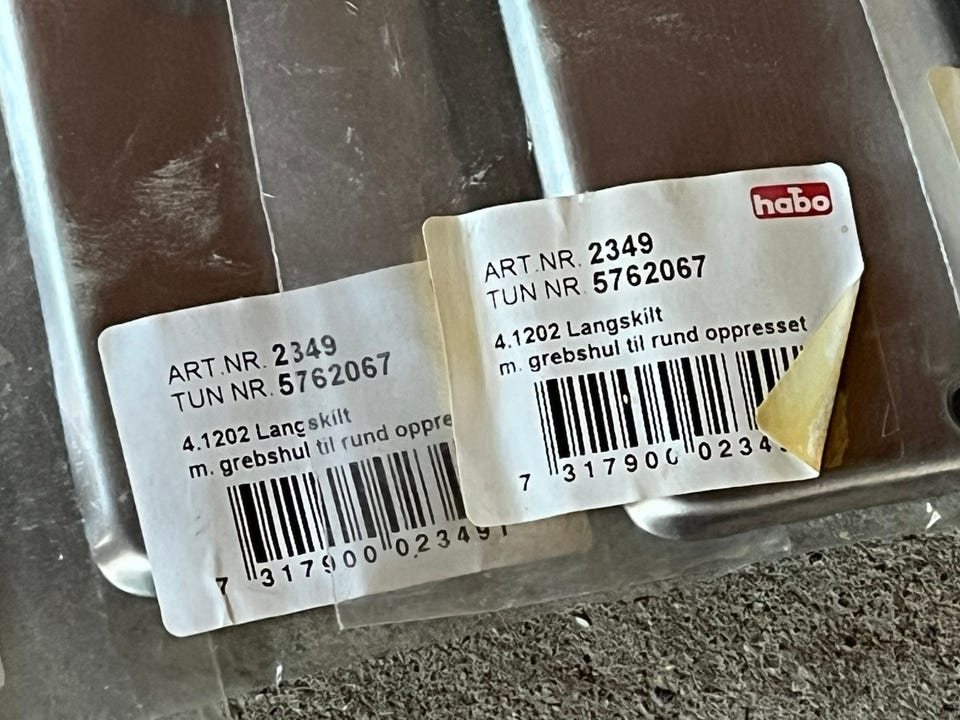 habo
ART.NR. 2349
TUN NR. 5762067
4.1202 Langskilt
m. grebshul til rund oppresset
7 317900 0234
ART.NR. 2349
TUN NR. 5762067
4.1202 Langskilt
m. grebshul til rund oppre
7 317900 023491